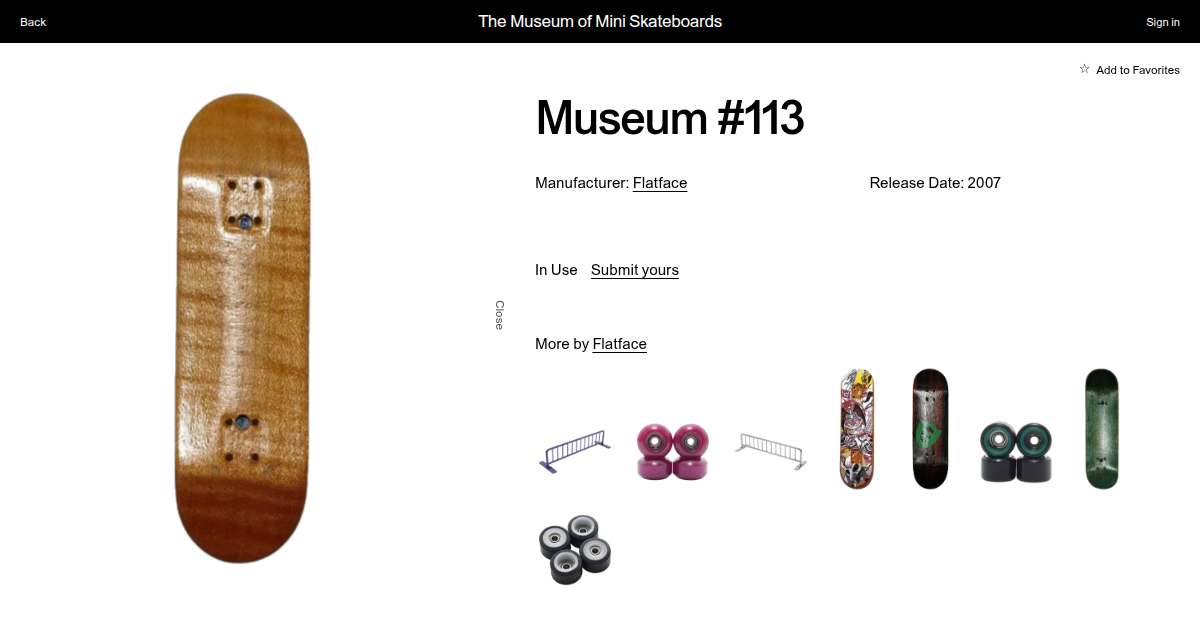 Back
The Museum of Mini Skateboards
Sign in
☆ Add to Favorites
Museum #113
Manufacturer: Flatface
Release Date: 2007
In Use Submit yours
Close
More by Flatface